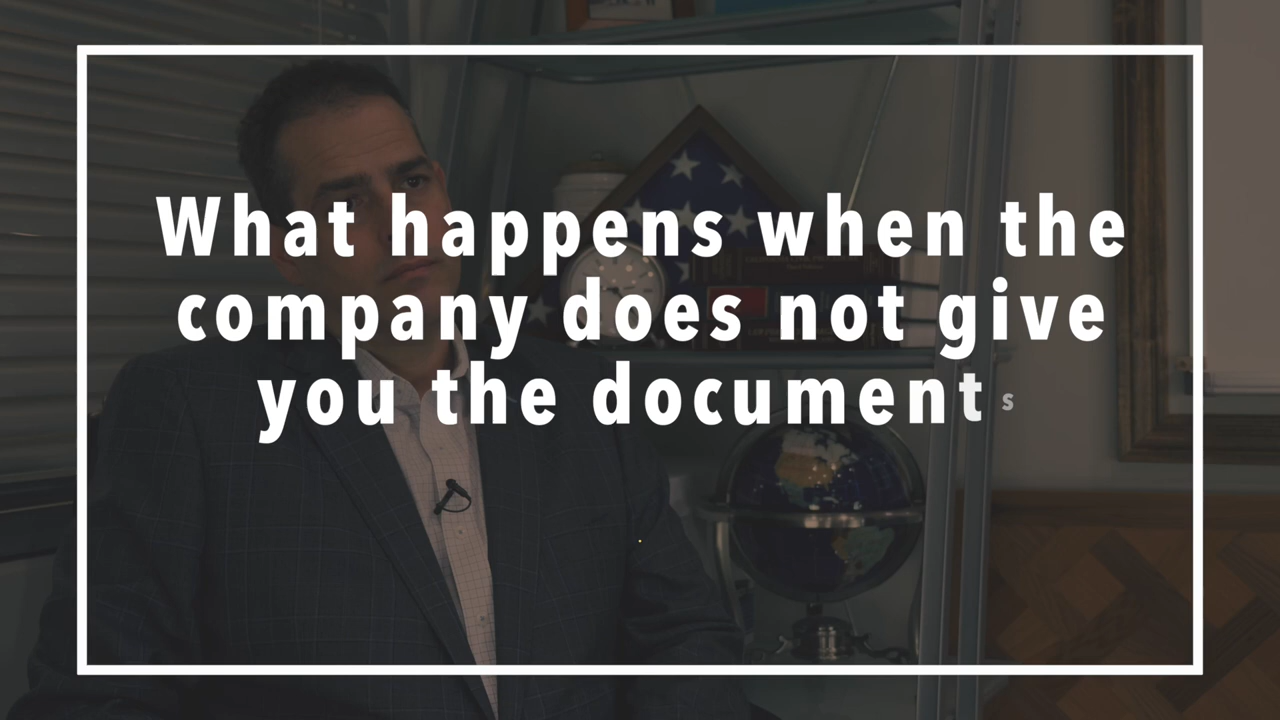 What happens when the
company does not give
you the documents